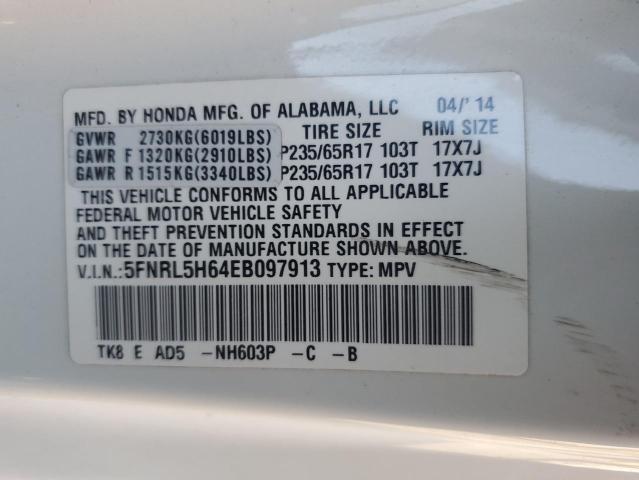 MFD. BY HONDA MFG. OF ALABAMA, LLC 04/'14
GVWR 2730KG(6019LBS) TIRE SIZE RIM SIZE
GAWR F 1320KG(2910LBS) P235/65R17 103T 17X7J
GAWR R 1515KG(3340LBS) P235/65R17 103T 17X7J
THIS VEHICLE CONFORMS TO ALL APPLICABLE
FEDERAL MOTOR VEHICLE SAFETY
AND THEFT PREVENTION STANDARDS IN EFFECT
ON THE DATE OF MANUFACTURE SHOWN ABOVE.
V.I.N.:5FNRL5H64EB097913 TYPE: MPV
TK8 E AD5 -NH603P -C -B